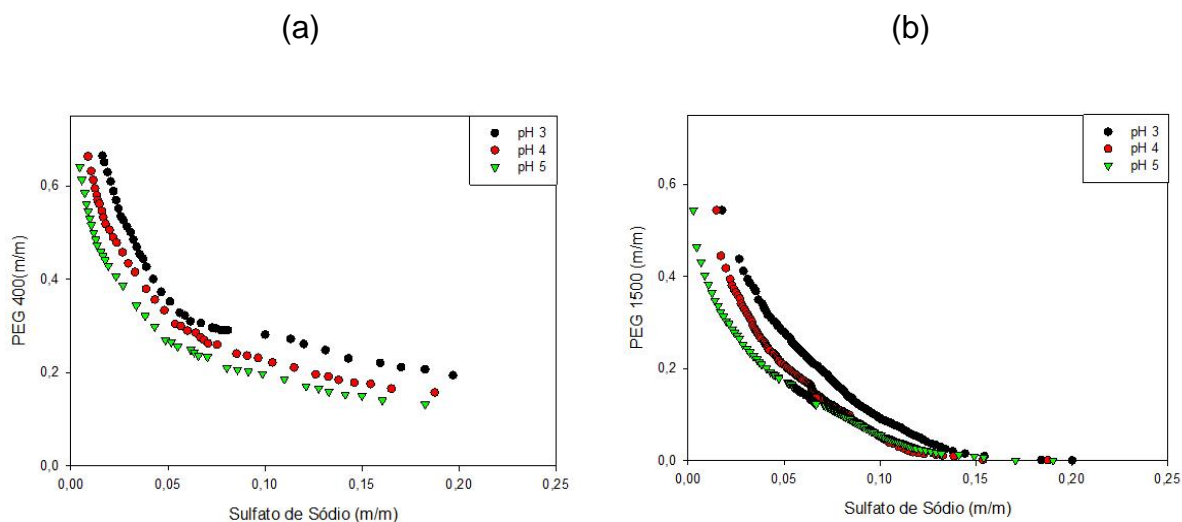 (a)
(b)
pH 3
pH 4
pH 5
PEG 400(m/m)
0,6
0,4
0,2
0,0
0,00 0,05 0,10 0,15 0,20 0,25
Sulfato de Sódio (m/m)
pH 3
pH 4
pH 5
PEG 1500 (m/m)
0,6
0,4
0,2
0,0
0,00 0,05 0,10 0,15 0,20 0,25
Sulfato de Sódio (m/m)